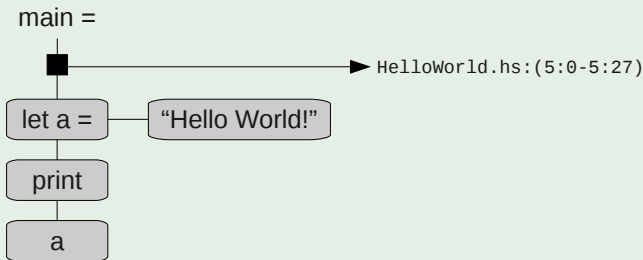 main =
HelloWorld.hs:(5:0-5:27)
let a = “Hello World!”
print
a